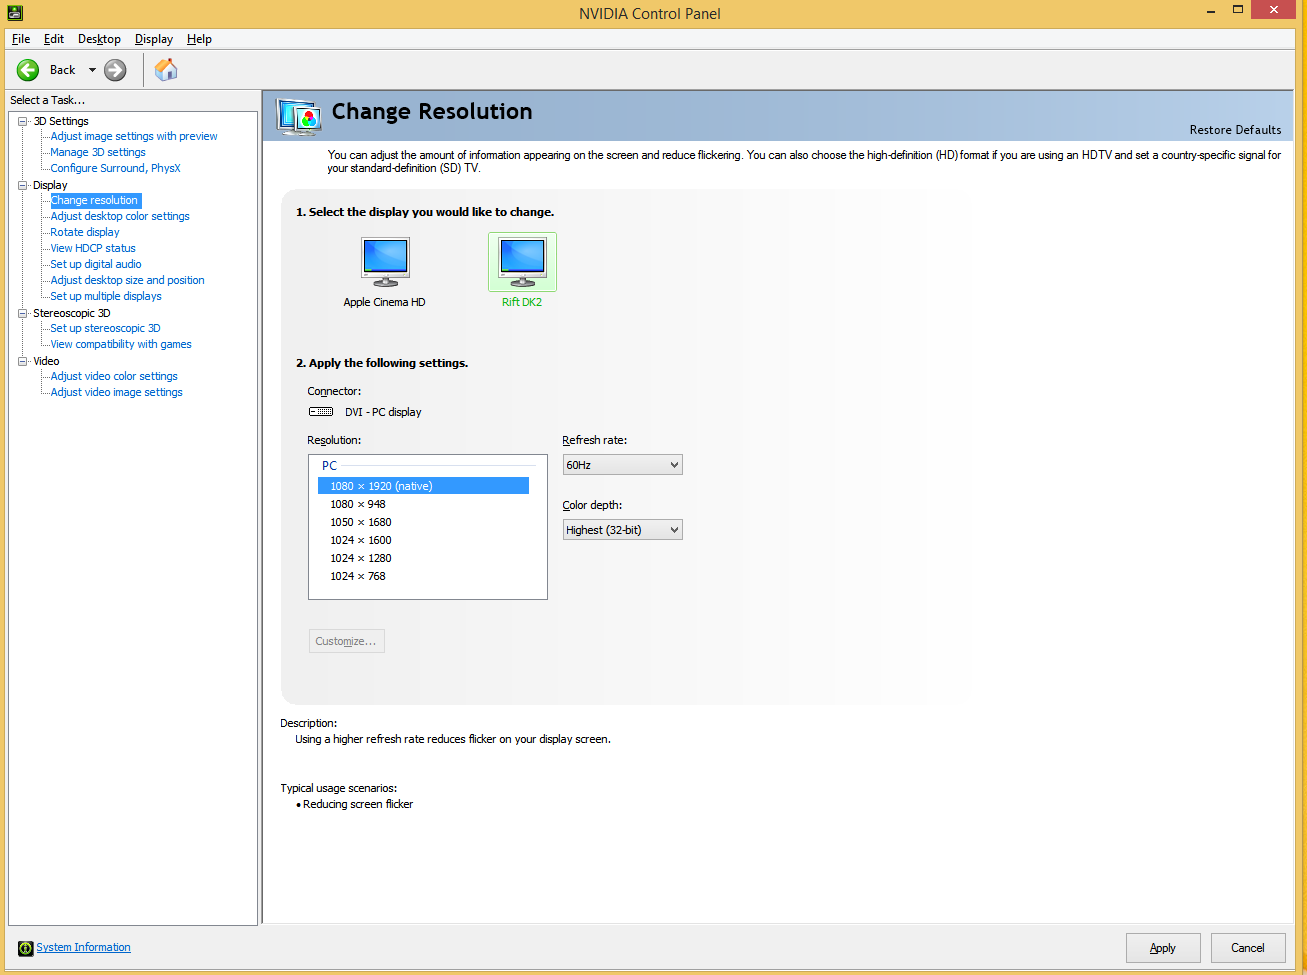 NVIDIA Control Panel
File Edit Desktop Display Help
Back
Select a Task...
3D Settings
Adjust image settings with preview
Manage 3D settings
Configure Surround, PhysX
Display
Change resolution
Adjust desktop color settings
Rotate display
View HDCP status
Set up digital audio
Adjust desktop size and position
Set up multiple displays
Stereoscopic 3D
Set up stereoscopic 3D
View compatibility with games
Video
Adjust video color settings
Adjust video image settings
System Information
Change Resolution
Restore Defaults
You can adjust the amount of information appearing on the screen and reduce flickering. You can also choose the high-definition (HD) format if you are using an HDTV and set a country-specific signal for
your standard-definition (SD) TV.
1. Select the display you would like to change.
Apple Cinema HD
Rift DK2
2. Apply the following settings.
Connector:
DVI - PC display
Resolution:
PC
1080 × 1920 (native)
1080 × 948
1050 × 1680
1024 × 1600
1024 × 1280
1024 × 768
Refresh rate:
60Hz
Color depth:
Highest (32-bit)
Customize...
Description:
Using a higher refresh rate reduces flicker on your display screen.
Typical usage scenarios:
• Reducing screen flicker
Apply
Cancel